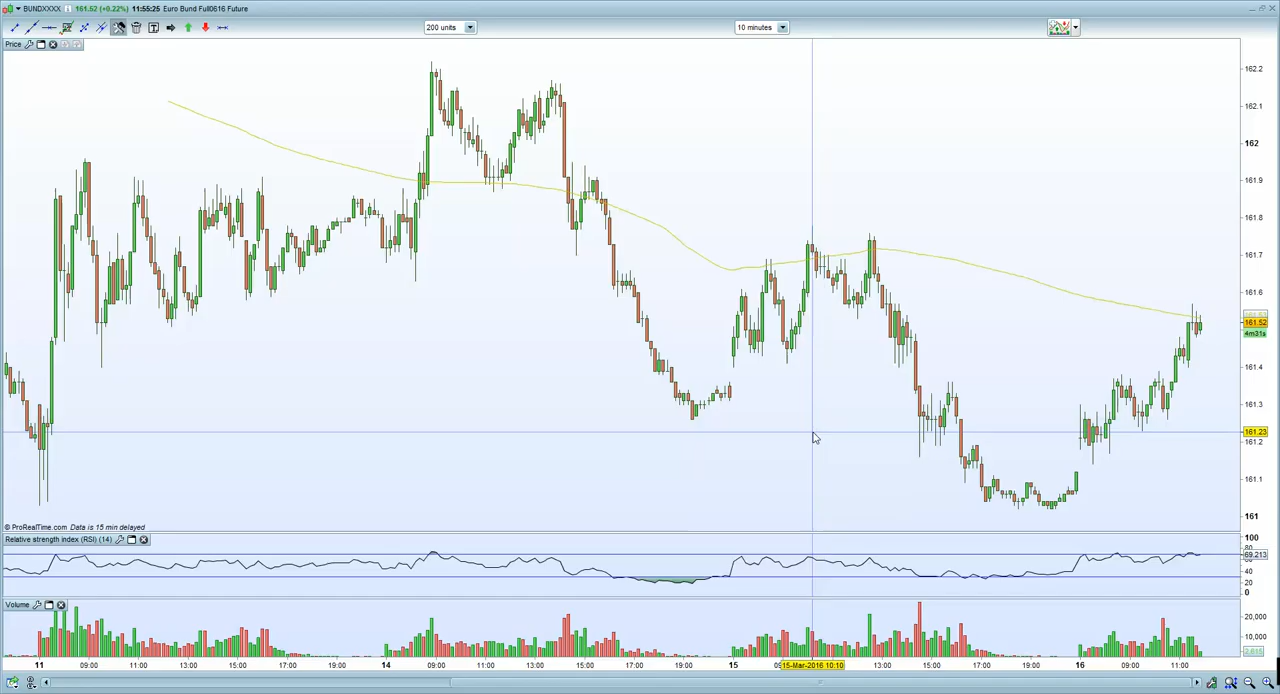 BUNDXXXX 161.52 (+0.22%) 11:55:25 Euro Bund Full0616 Future
200 units 10 minutes
Price
162.2
162.1
162
161.9
161.8
161.7
161.6
161.52
4m31s
161.4
161.3
161.23
161.2
161.1
161
© ProRealTime.com Data is 15 min delayed
Relative strength index (RSI) (14)
100
80
69.213
40
20
0
Volume
20,000
10,000
2,815
11 09:00 11:00 13:00 15:00 17:00 19:00 14 09:00 11:00 13:00 15:00 17:00 19:00 15 15-Mar-2016 10:10 13:00 15:00 17:00 19:00 16 09:00 11:00